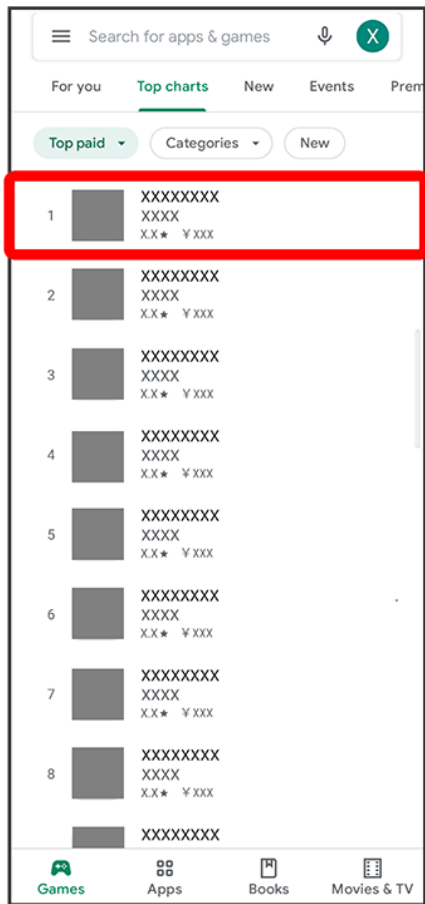 Search for apps & games X
For you Top charts New Events Prem
Top paid Categories New
1 XXXXXXXX
XXXX
X.X★ ¥XXX
2 XXXXXXXX
XXXX
X.X★ ¥XXX
3 XXXXXXXX
XXXX
X.X★ ¥XXX
4 XXXXXXXX
XXXX
X.X★ ¥XXX
5 XXXXXXXX
XXXX
X.X★ ¥XXX
6 XXXXXXXX
XXXX
X.X★ ¥XXX
7 XXXXXXXX
XXXX
X.X★ ¥XXX
8 XXXXXXXX
XXXX
X.X★ ¥XXX
XXXXXXXX
Games Apps Books Movies & TV